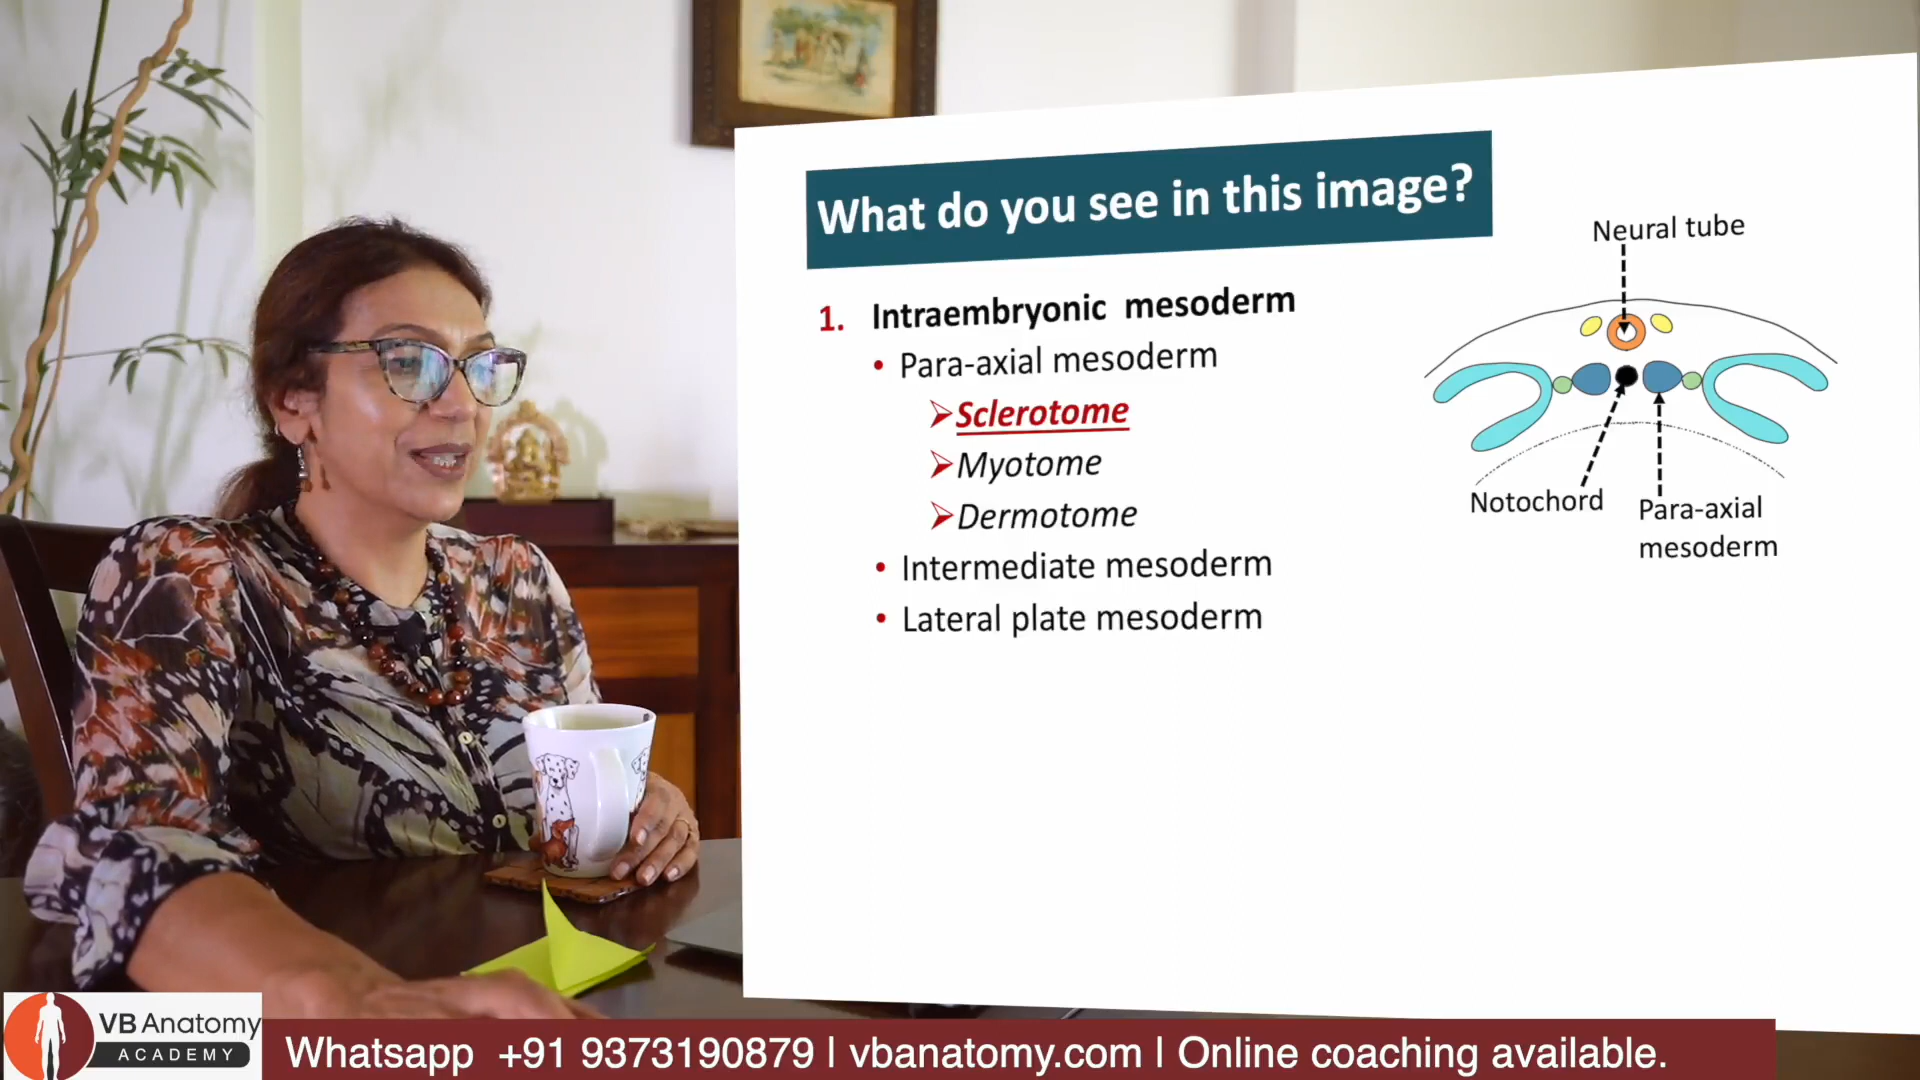 What do you see in this image?
1. Intraembryonic mesoderm
• Para-axial mesoderm
➢Sclerotome
➢Myotome
➢Dermotome
• Intermediate mesoderm
• Lateral plate mesoderm
Neural tube
Notochord
Para-axial
mesoderm
VB Anatomy
ACADEMY
Whatsapp +91 9373190879 | vbanatomy.com | Online coaching available.